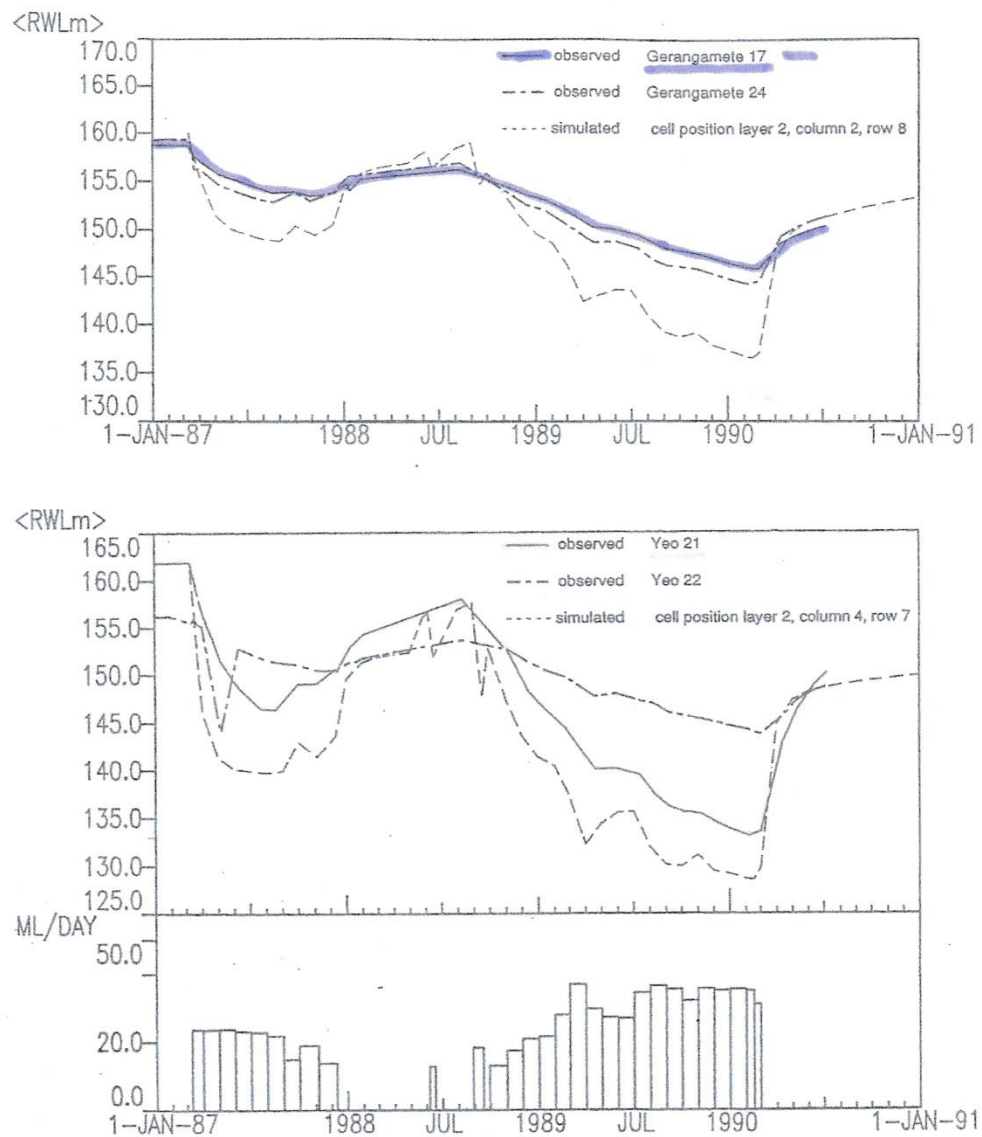 <RWLm>
170.0
165.0
160.0
155.0
150.0
145.0
140.0
135.0
130.0
observed Gerangamete 17
observed Gerangamete 24
simulated cell position layer 2, column 2, row 8
1-JAN-87 1988 JUL 1989 JUL 1990 1-JAN-91
<RWLm>
165.0
160.0
155.0
150.0
145.0
140.0
135.0
130.0
125.0
observed Yeo 21
observed Yeo 22
simulated cell position layer 2, column 4, row 7
ML/DAY
50.0
20.0
0.0
1-JAN-87 1988 JUL 1989 JUL 1990 1-JAN-91